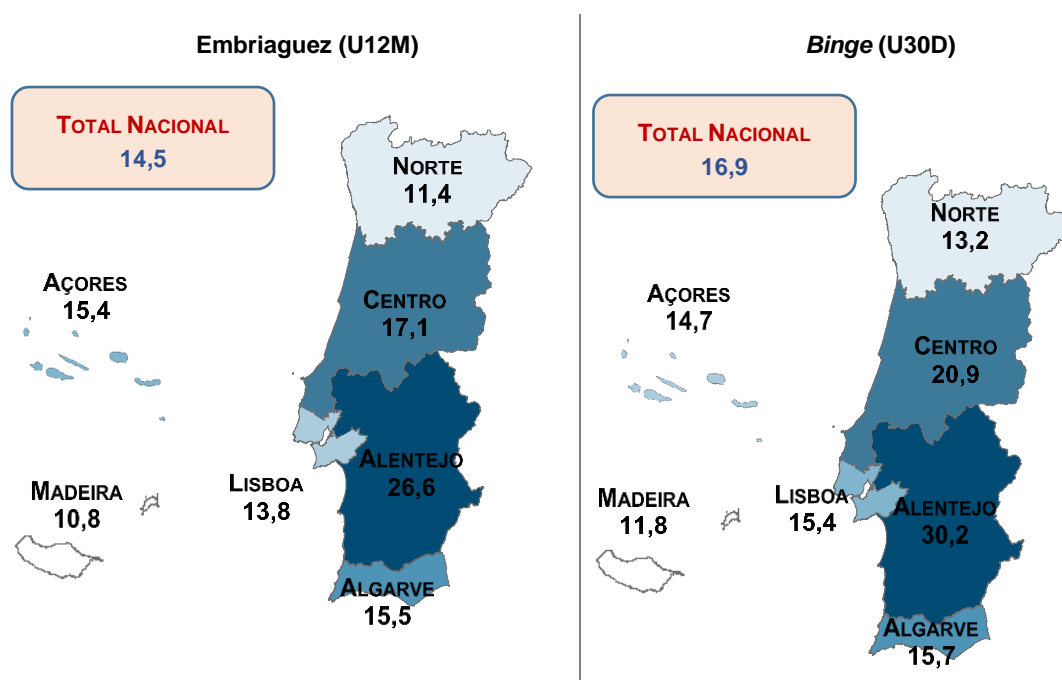 Embriaguez (U12M)
TOTAL NACIONAL
14,5
NORTE
11,4
AÇORES
15,4
CENTRO
17,1
MADEIRA
10,8
LISBOA
13,8
ALENTEJO
26,6
ALGARVE
15,5
Binge (U30D)
TOTAL NACIONAL
16,9
NORTE
13,2
AÇORES
14,7
CENTRO
20,9
MADEIRA
11,8
LISBOA
15,4
ALENTEJO
30,2
ALGARVE
15,7